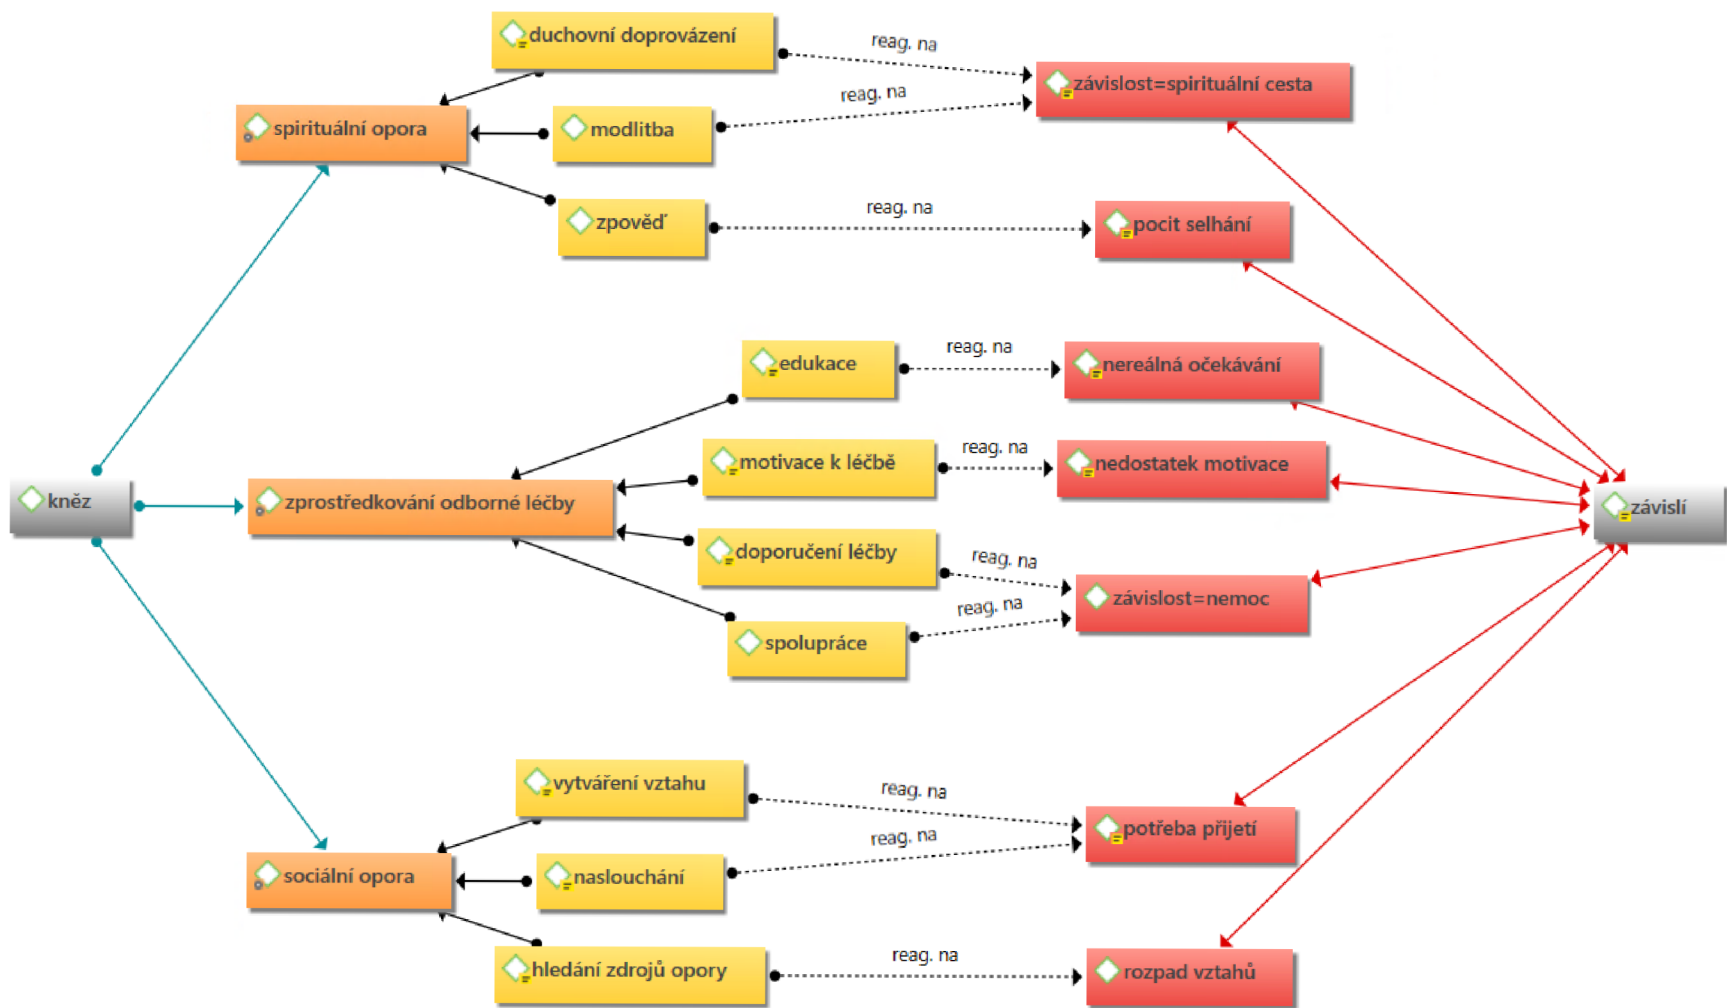 duchovní doprovázení
reag. na
závislost=spirituální cesta
spirituální opora
modlitba
reag. na
zpověď
reag. na
pocit selhání
edukace
reag. na
nereálná očekávání
motivace k léčbě
reag. na
nedostatek motivace
kněz
zprostředkování odborné léčby
závislí
doporučení léčby
reag. na
závislost=nemoc
spolupráce
reag. na
vytváření vztahu
reag. na
potřeba přijetí
sociální opora
naslouchání
reag. na
hledání zdrojů opory
reag. na
rozpad vztahů